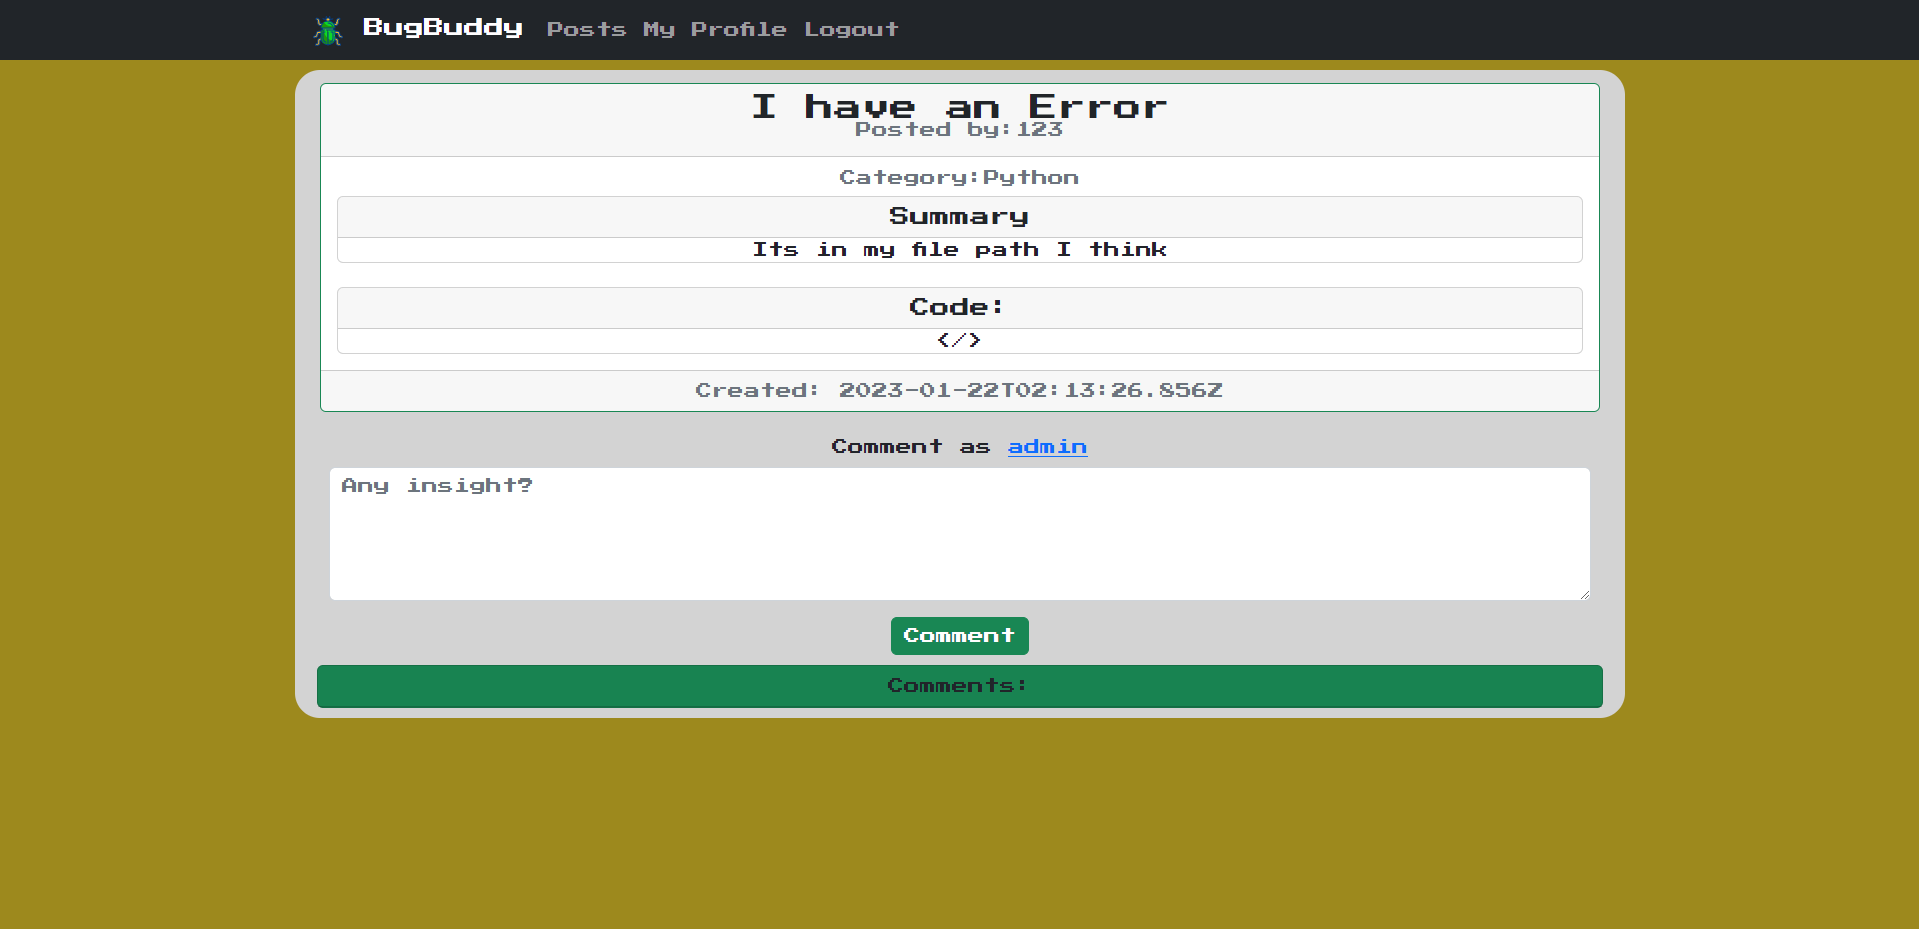 BugBuddy Posts My Profile Logout
I have an Error
Posted by:123
Category:Python
Summary
Its in my file path I think
Code:
</>
Created: 2023-01-22T02:13:26.856Z
Comment as admin
Any insight?
Comment
Comments: